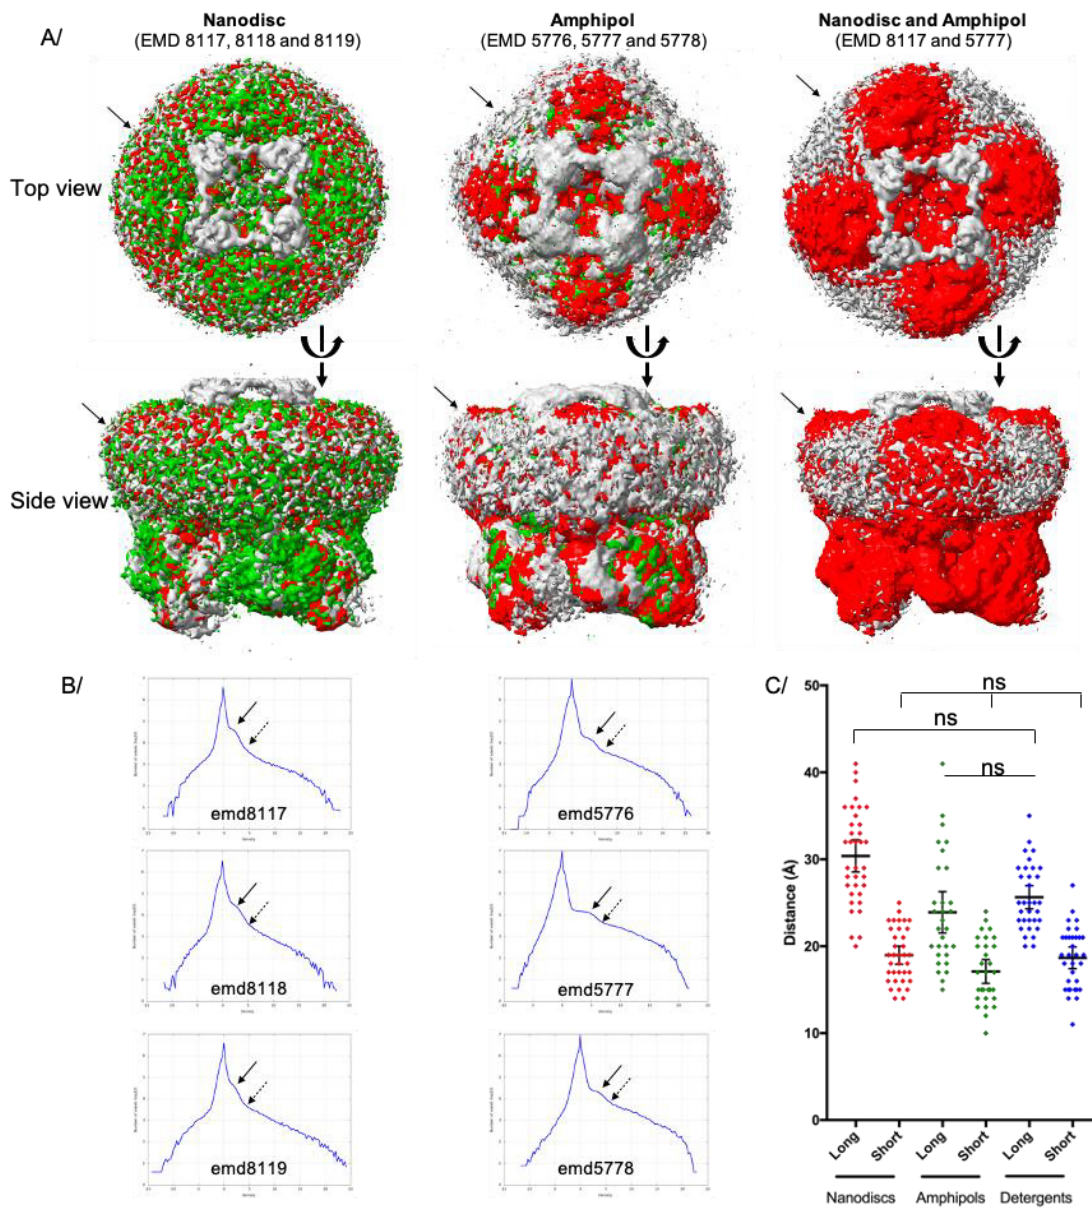 A/
Nanodisc
(EMD 8117, 8118 and 8119)
Amphipol
(EMD 5776, 5777 and 5778)
Nanodisc and Amphipol
(EMD 8117 and 5777)
Top view
Side view
B/
emd8117
emd5776
emd8118
emd5777
emd8119
emd5778
C/
ns
ns
ns
Distance (Å)
50
40
30
20
10
0
Long
Short
Long
Short
Long
Short
Nanodiscs
Amphipols
Detergents